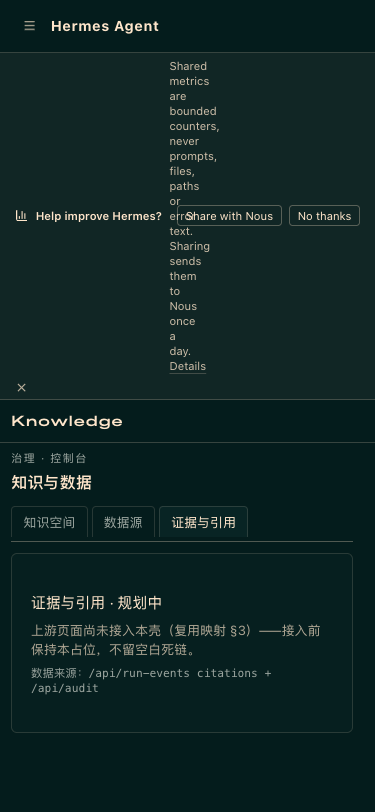 Hermes Agent
Shared
metrics
are
bounded
counters,
never
prompts,
files,
paths
or
error
text.
Sharing
sends
them
to
Nous
once
a
day.
Details
Help improve Hermes?
Share with Nous
No thanks
Knowledge
治理 · 控制台
知识与数据
知识空间
数据源
证据与引用
证据与引用 · 规划中
上游页面尚未接入本壳（复用映射 §3）——接入前
保持本占位，不留空白死链。
数据来源: /api/run-events citations +
/api/audit